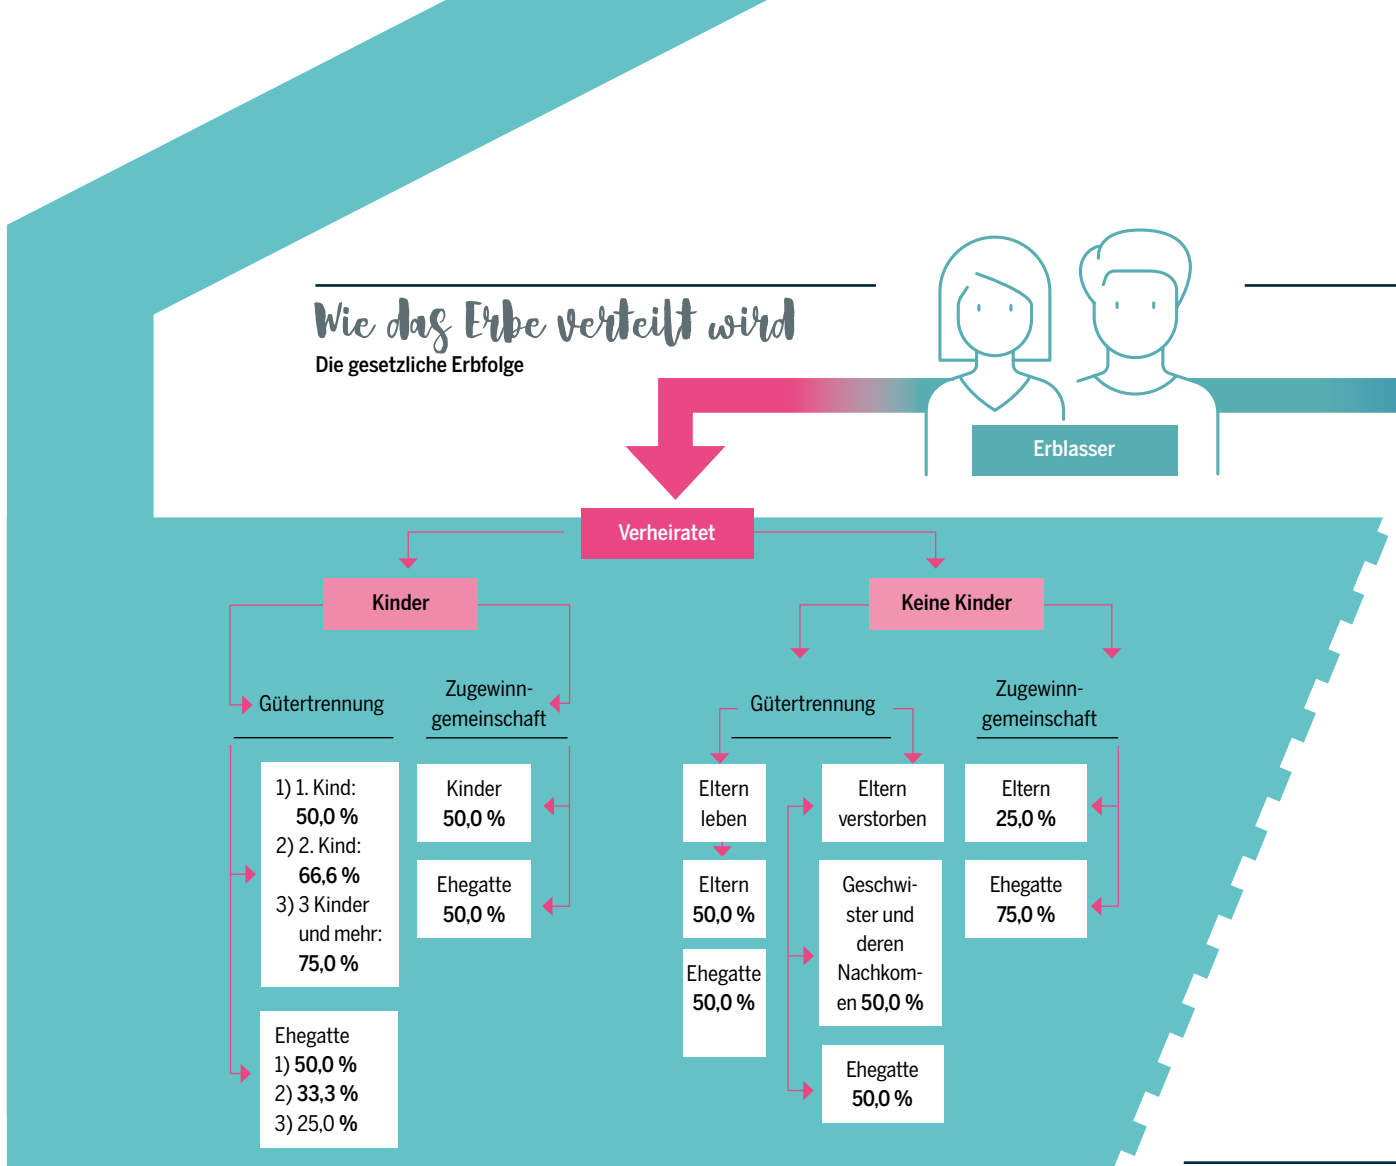 Wie das Erbe verteilt wird
Die gesetzliche Erbfolge
Erblasser
Verheiratet
Kinder
Keine Kinder
Gütertrennung
Zugewinn-
gemeinschaft
1) 1. Kind:
50,0 %
2) 2. Kind:
66,6 %
3) 3 Kinder
und mehr:
75,0 %
Ehegatte
1) 50,0 %
2) 33,3 %
3) 25,0 %
Kinder
50,0 %
Ehegatte
50,0 %
Gütertrennung
Zugewinn-
gemeinschaft
Eltern
leben
Eltern
50,0 %
Ehegatte
50,0 %
Eltern
verstorben
Geschwi-
ster und
deren
Nachkom-
en 50,0 %
Ehegatte
50,0 %
Eltern
25,0 %
Ehegatte
75,0 %